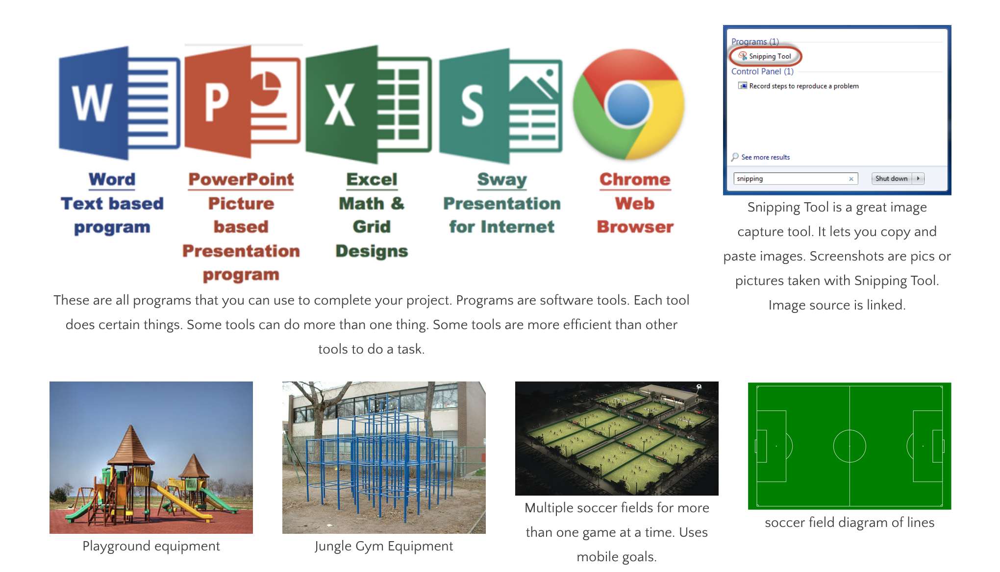 W
P
X
S
Word
Text based
program
PowerPoint
Picture
based
Presentation
program
Excel
Math &
Grid
Designs
Sway
Presentation
for Internet
Chrome
Web
Browser
These are all programs that you can use to complete your project. Programs are software tools. Each tool
does certain things. Some tools can do more than one thing. Some tools are more efficient than other
tools to do a task.
Programs (1)
Snipping Tool
Control Panel (1)
Record steps to reproduce a problem
See more results
snipping
Shut down
Snipping Tool is a great image
capture tool. It lets you copy and
paste images. Screenshots are pics or
pictures taken with Snipping Tool.
Image source is linked.
Playground equipment
Jungle Gym Equipment
Multiple soccer fields for more
than one game at a time. Uses
mobile goals.
soccer field diagram of lines